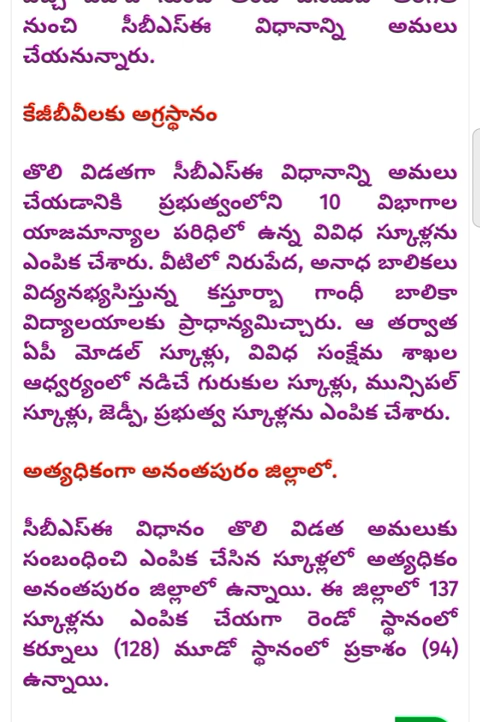 నుంచి సీబీఎస్ఈ విధానాన్ని అమలు
చేయనున్నారు.
కేజీబీవీలకు అగ్రస్థానం
తొలి విడతగా సీబీఎస్ఈ విధానాన్ని అమలు
చేయడానికి ప్రభుత్వంలోని 10 విభాగాల
యాజమాన్యాల పరిధిలో ఉన్న వివిధ స్కూళ్లను
ఎంపిక చేశారు. వీటిలో నిరుపేద, అనాధ బాలికలు
విద్యనభ్యసిస్తున్న కస్తూర్బా గాంధీ బాలికా
విద్యాలయాలకు ప్రాధాన్యమిచ్చారు. ఆ తర్వాత
ఏపీ మోడల్ స్కూళ్లు, వివిధ సంక్షేమ శాఖల
ఆధ్వర్యంలో నడిచే గురుకుల స్కూళ్లు, మున్సిపల్
స్కూళ్లు, జెడ్పీ, ప్రభుత్వ స్కూళ్లను ఎంపిక చేశారు.
అత్యధికంగా అనంతపురం జిల్లాలో.
సీబీఎస్ఈ విధానం తొలి విడత అమలుకు
సంబంధించి ఎంపిక చేసిన స్కూళ్లలో అత్యధికం
అనంతపురం జిల్లాలో ఉన్నాయి. ఈ జిల్లాలో 137
స్కూళ్లను ఎంపిక చేయగా రెండో స్థానంలో
కర్నూలు (128) మూడో స్థానంలో ప్రకాశం (94)
ఉన్నాయి.